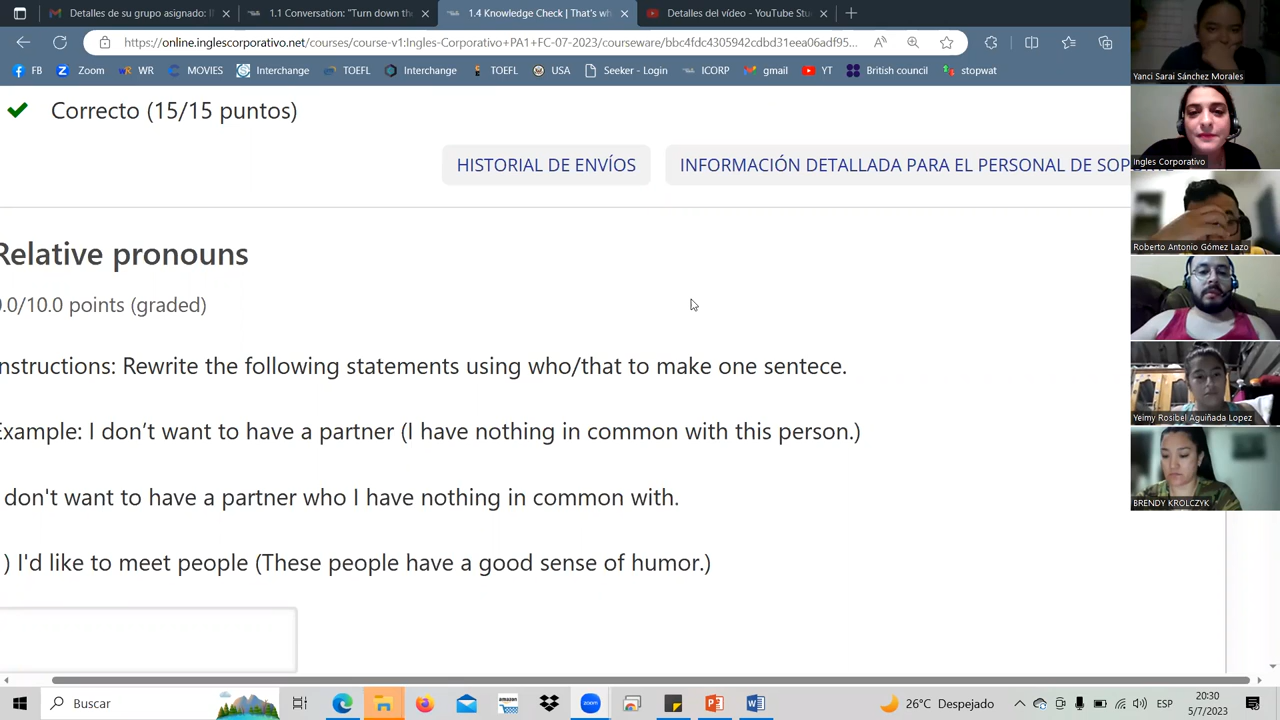 Detalles de su grupo asignado: I
1.1 Conversation: "Turn down the
1.4 Knowledge Check | That's wh
Detalles del vídeo - YouTube Stu
https://online.inglescorporativo.net/courses/course-v1:Ingles-Corporativo+PA1+FC-07-2023/courseware/bbc4fdc4305942cdbd31eea06adf95...
FB
Zoom
WR
MOVIES
Interchange
TOEFL
Interchange
TOEFL
USA
Seeker - Login
ICORP
gmail
YT
British council
stopwat
Correcto (15/15 puntos)
HISTORIAL DE ENVÍOS
INFORMACIÓN DETALLADA PARA EL PERSONAL DE SOPORTE
Relative pronouns
0.0/10.0 points (graded)
nstructions: Rewrite the following statements using who/that to make one sentece.
Example: I don't want to have a partner (I have nothing in common with this person.)
don't want to have a partner who I have nothing in common with.
) I'd like to meet people (These people have a good sense of humor.)
Yanci Sarai Sánchez Morales
Ingles Corporativo
Roberto Antonio Gómez Lazo
Yeimy Rosibel Aguiñada Lopez
BRENDY KROLCZYK
Buscar
amazon
zoom
26°C Despejado
ESP
20:30
5/7/2023